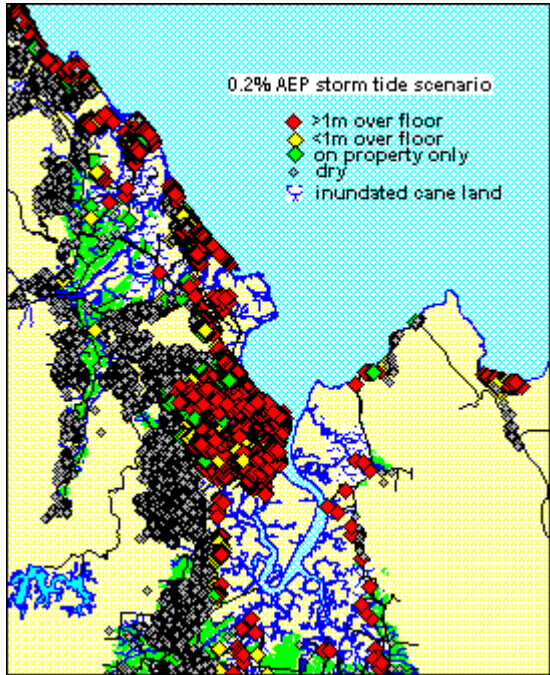 0.2% AEP storm tide scenario
>1m over floor
<1m over floor
on property only
dry
inundated cane land